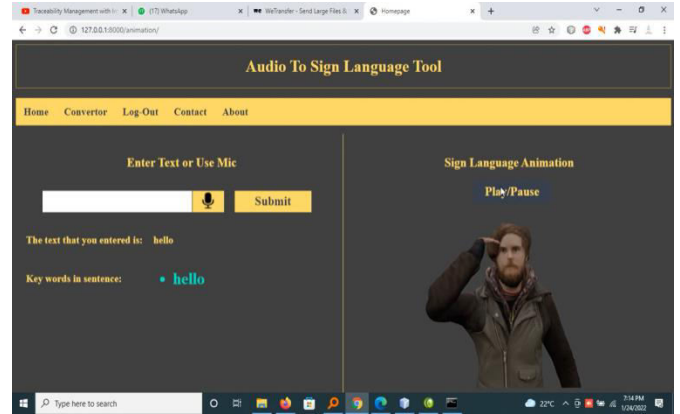 Traceability Management with In
(17) WhatsApp
WeTransfer - Send Large Files &
Homepage
127.0.0.1:8000/animation/
Audio To Sign Language Tool
Home Convertor Log-Out Contact About
Enter Text or Use Mic
Submit
The text that you entered is: hello
Key words in sentence:
hello
Sign Language Animation
Play/Pause
Type here to search
22°C
7:14 PM
1/24/2022